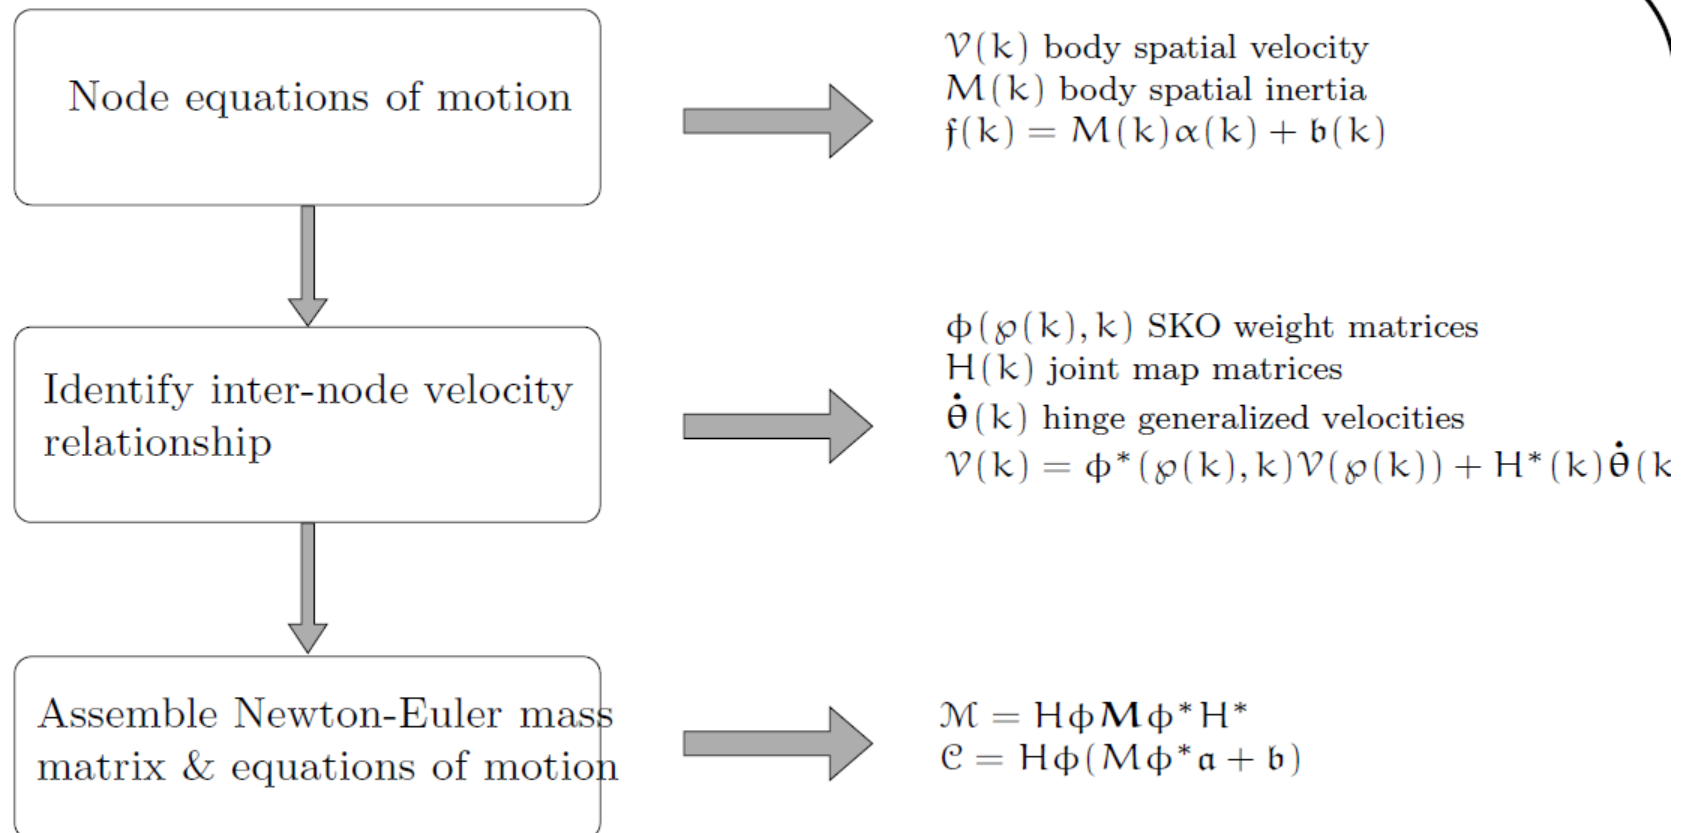 Node equations of motion
𝒱(k) body spatial velocity
M(k) body spatial inertia
𝔣(k) = M(k)α(k) + 𝔟(k)
Identify inter-node velocity
relationship
ϕ(℘(k), k) SKO weight matrices
H(k) joint map matrices
θ̇(k) hinge generalized velocities
𝒱(k) = ϕ*(℘(k), k)𝒱(℘(k)) + H*(k)θ̇(k
Assemble Newton-Euler mass
matrix & equations of motion
ℳ = HϕMϕ*H*
𝒞 = Hϕ(Mϕ*𝔞 + 𝔟)